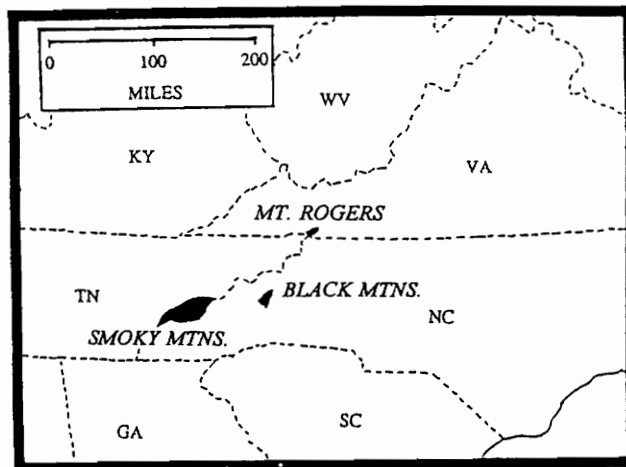 0 100 200
MILES
WV
KY
VA
MT. ROGERS
TN
BLACK MTNS.
NC
SMOKY MTNS.
GA
SC